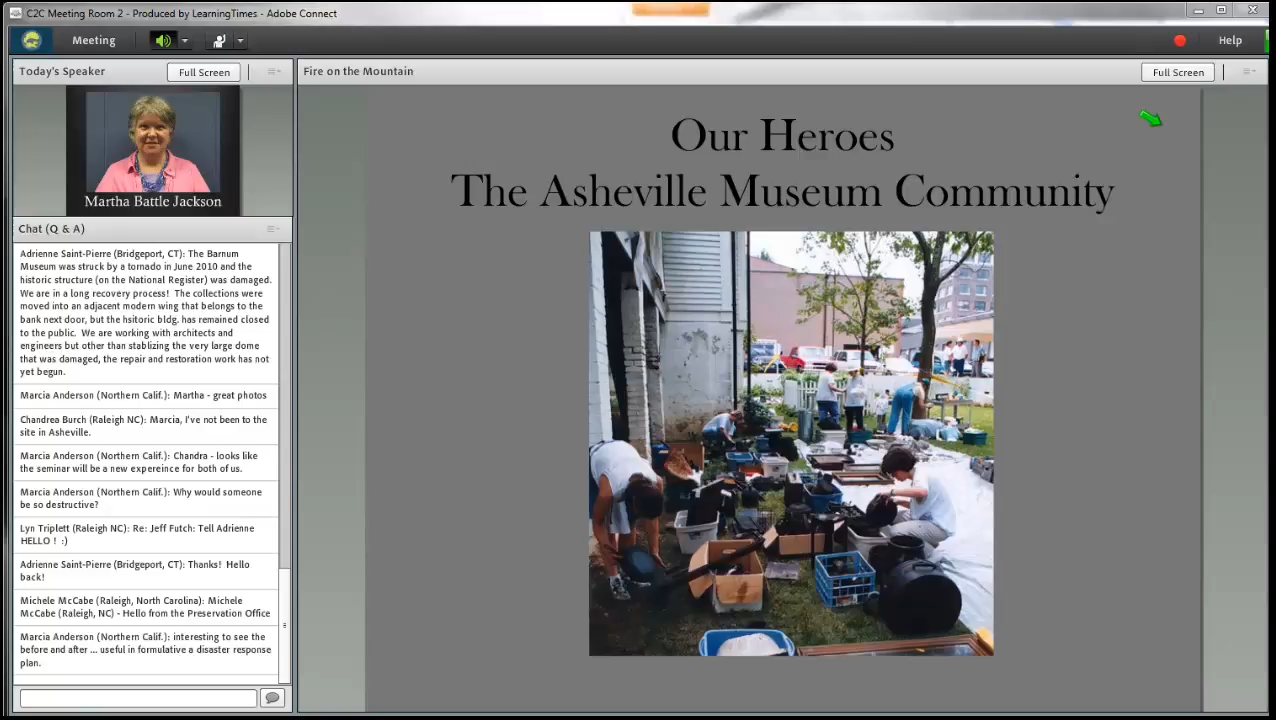 C2C Meeting Room 2 - Produced by LearningTimes - Adobe Connect
Meeting
Help
Today's Speaker
Full Screen
Martha Battle Jackson
Chat (Q & A)
Adrienne Saint-Pierre (Bridgeport, CT): The Barnum
Museum was struck by a tornado in June 2010 and the
historic structure (on the National Register) was damaged.
We are in a long recovery process!  The collections were
moved into an adjacent modern wing that belongs to the
bank next door, but the hsitoric bldg. has remained closed
to the public.  We are working with architects and
engineers but other than stablizing the very large dome
that was damaged, the repair and restoration work has not
yet begun.
Marcia Anderson (Northern Calif.): Martha - great photos
Chandrea Burch (Raleigh NC): Marcia, I've not been to the
site in Asheville.
Marcia Anderson (Northern Calif.): Chandra - looks like
the seminar will be a new expereince for both of us.
Marcia Anderson (Northern Calif.): Why would someone
be so destructive?
Lyn Triplett (Raleigh NC): Re: Jeff Futch: Tell Adrienne
HELLO !  :)
Adrienne Saint-Pierre (Bridgeport, CT): Thanks!  Hello
back!
Michele McCabe (Raleigh, North Carolina): Michele
McCabe (Raleigh, NC) - Hello from the Preservation Office
Marcia Anderson (Northern Calif.): interesting to see the
before and after ... useful in formulative a disaster response
plan.
Fire on the Mountain
Full Screen
Our Heroes
The Asheville Museum Community